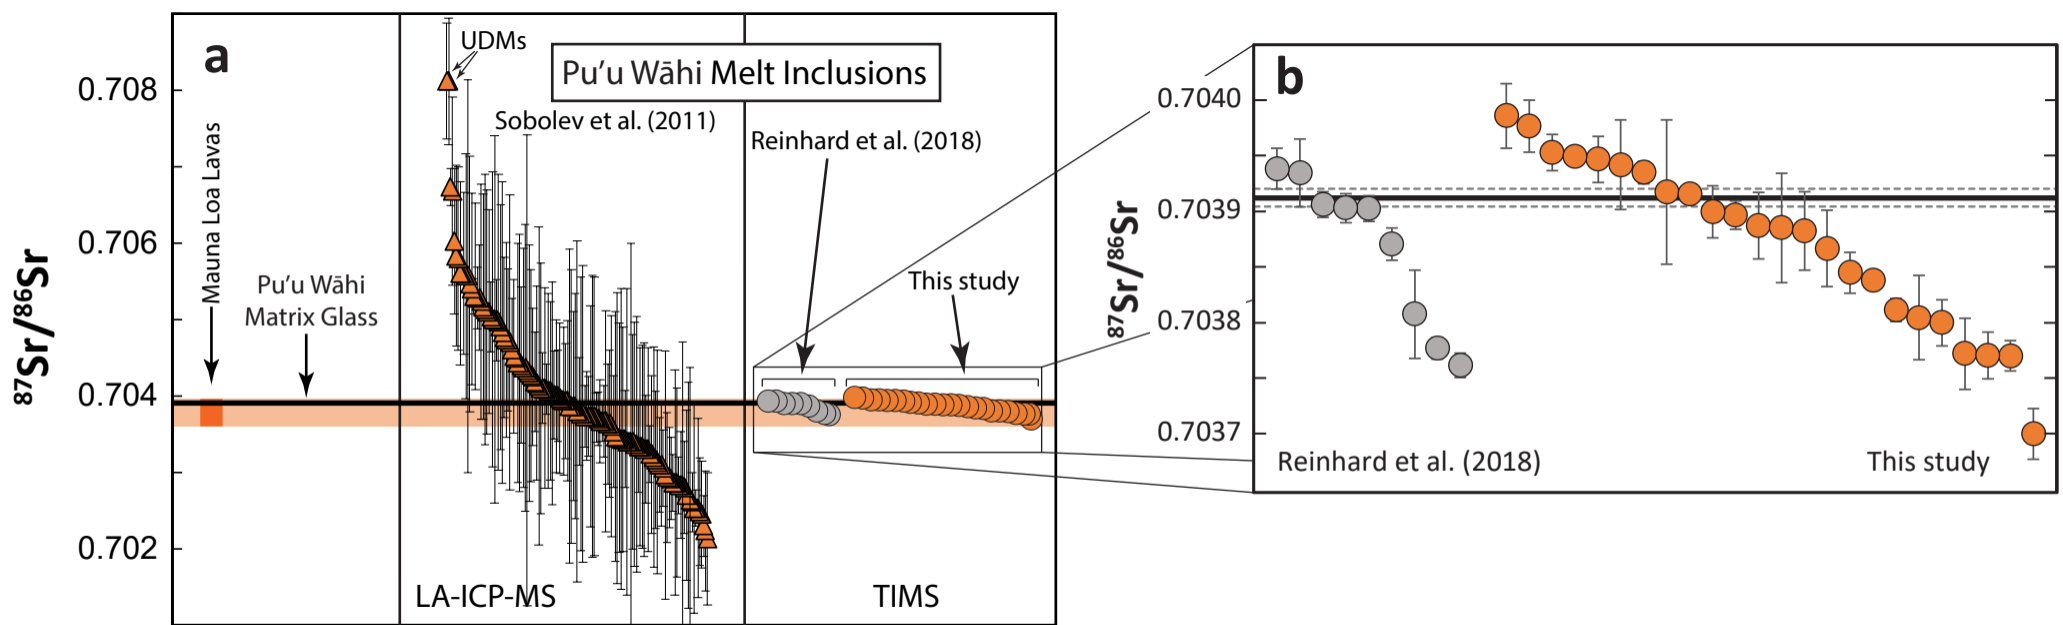 a
UDMs
Pu'u Wāhi Melt Inclusions
Sobolev et al. (2011)
Reinhard et al. (2018)
This study
Mauna Loa Lavas
Pu'u Wāhi
Matrix Glass
LA-ICP-MS
TIMS
⁸⁷Sr/⁸⁶Sr
0.708
0.706
0.704
0.702
b
⁸⁷Sr/⁸⁶Sr
0.7040
0.7039
0.7038
0.7037
Reinhard et al. (2018)
This study